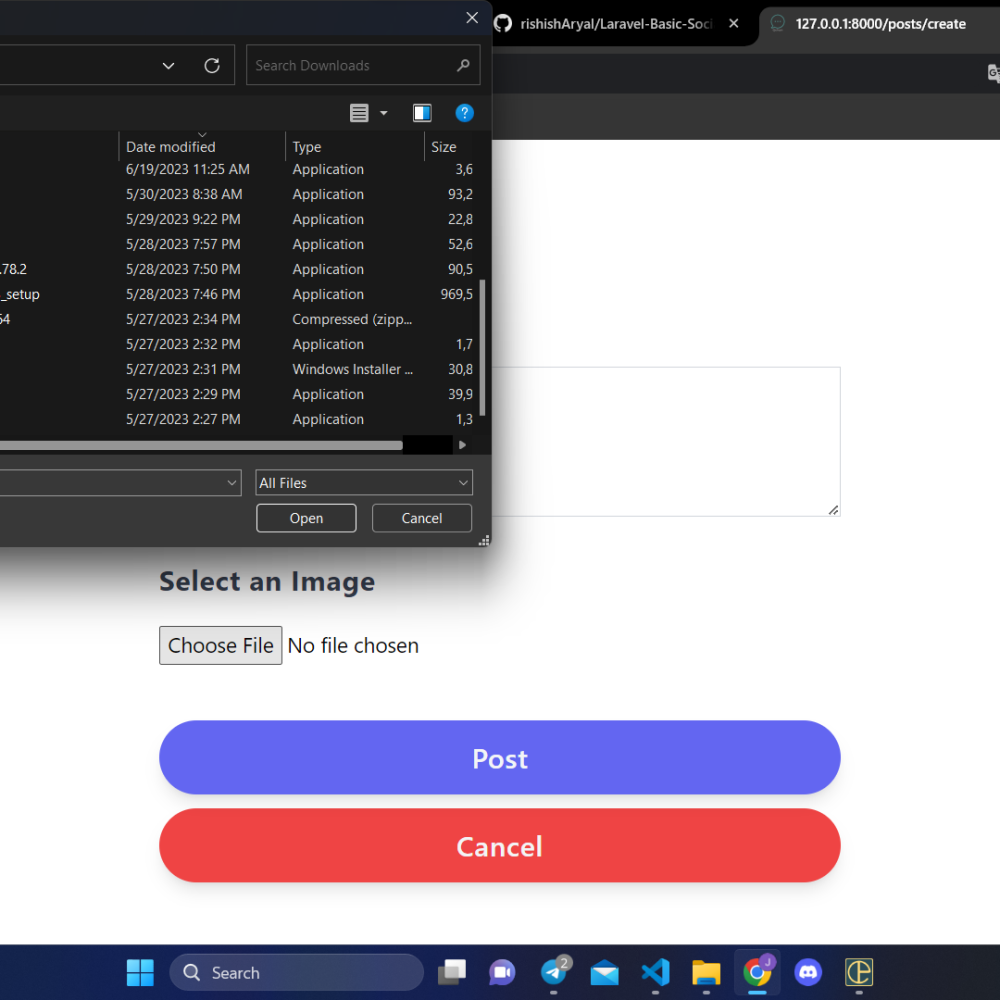 rishishAryal/Laravel-Basic-Soci
127.0.0.1:8000/posts/create
Search Downloads
Date modified Type Size
6/19/2023 11:25 AM Application 3,6
5/30/2023 8:38 AM Application 93,2
5/29/2023 9:22 PM Application 22,8
5/28/2023 7:57 PM Application 52,6
.78.2 5/28/2023 7:50 PM Application 90,5
_setup 5/28/2023 7:46 PM Application 969,5
64 5/27/2023 2:34 PM Compressed (zipp...
5/27/2023 2:32 PM Application 1,7
5/27/2023 2:31 PM Windows Installer ... 30,8
5/27/2023 2:29 PM Application 39,9
5/27/2023 2:27 PM Application 1,3
All Files
Open Cancel
Select an Image
Choose File No file chosen
Post
Cancel
Search
2
J